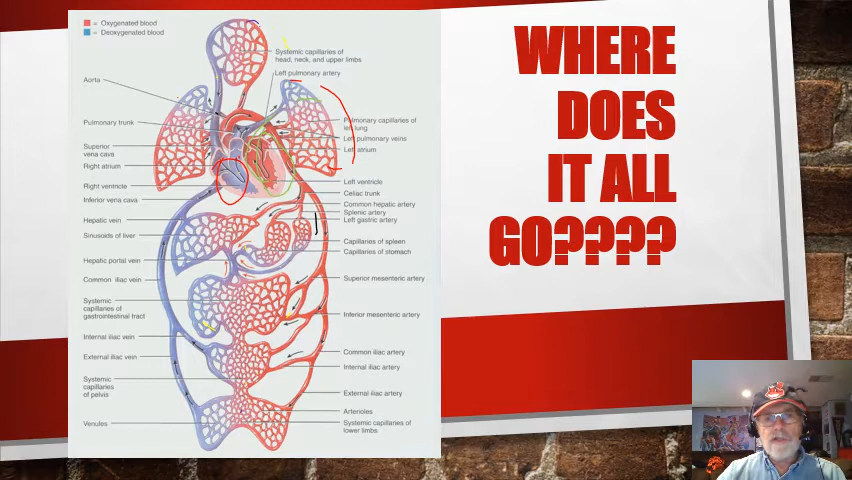 = Oxygenated blood
= Deoxygenated blood
Systemic capillaries of
head, neck, and upper limbs
Left pulmonary artery
Aorta
Pulmonary trunk
Superior
vena cava
Right atrium
Right ventricle
Inferior vena cava
Hepatic vein
Sinusoids of liver
Hepatic portal vein
Common iliac vein
Systemic
capillaries of
gastrointestinal tract
Internal iliac vein
External iliac vein
Systemic
capillaries
of pelvis
Venules
Pulmonary capillaries of
left lung
Left pulmonary veins
Left atrium
Left ventricle
Celiac trunk
Common hepatic artery
Splenic artery
Left gastric artery
Capillaries of spleen
Capillaries of stomach
Superior mesenteric artery
Inferior mesenteric artery
Common iliac artery
Internal iliac artery
External iliac artery
Arterioles
Systemic capillaries of
lower limbs
WHERE
DOES
IT ALL
GO????